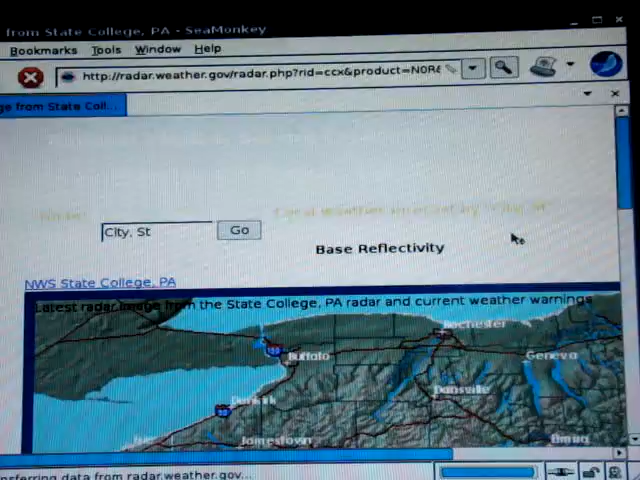 from State College, PA - SeaMonkey
Bookmarks Tools Window Help
http://radar.weather.gov/radar.php?rid=ccx&product=N0R&
ge from State Coll...
City, St
Go
Base Reflectivity
NWS State College, PA
Latest radar image from the State College, PA radar and current weather warnings
Rochester
Buffalo
Geneva
Dansville
Dunkirk
Jamestown
Elmira
nsferring data from radar.weather.gov...